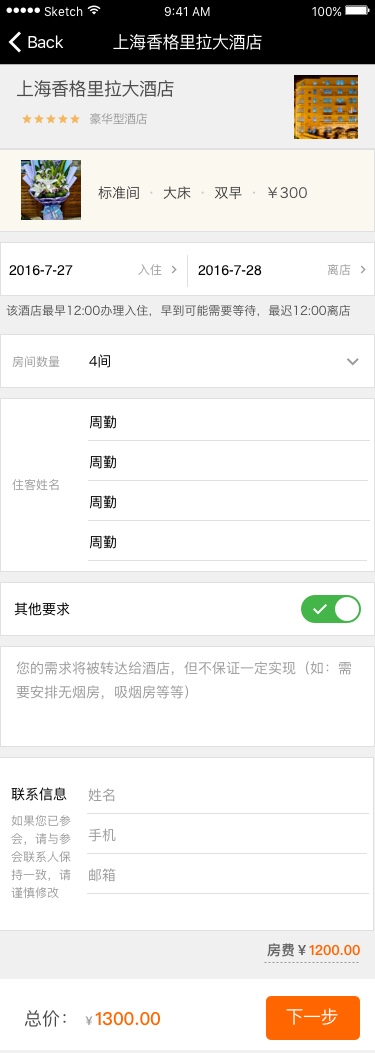 Sketch 9:41 AM 100%
Back 上海香格里拉大酒店
上海香格里拉大酒店
豪华型酒店
标准间 · 大床 · 双早 · ￥300
2016-7-27 入住 2016-7-28 离店
该酒店最早12:00办理入住，早到可能需要等待，最迟12:00离店
房间数量 4间
周勤
周勤
住客姓名
周勤
周勤
其他要求
您的需求将被转达给酒店，但不保证一定实现（如：需
要安排无烟房，吸烟房等等）
联系信息 姓名
如果您已参
会，请与参
会联系人保
持一致，请
谨慎修改
手机
邮箱
房费￥1200.00
总价： ￥1300.00 下一步